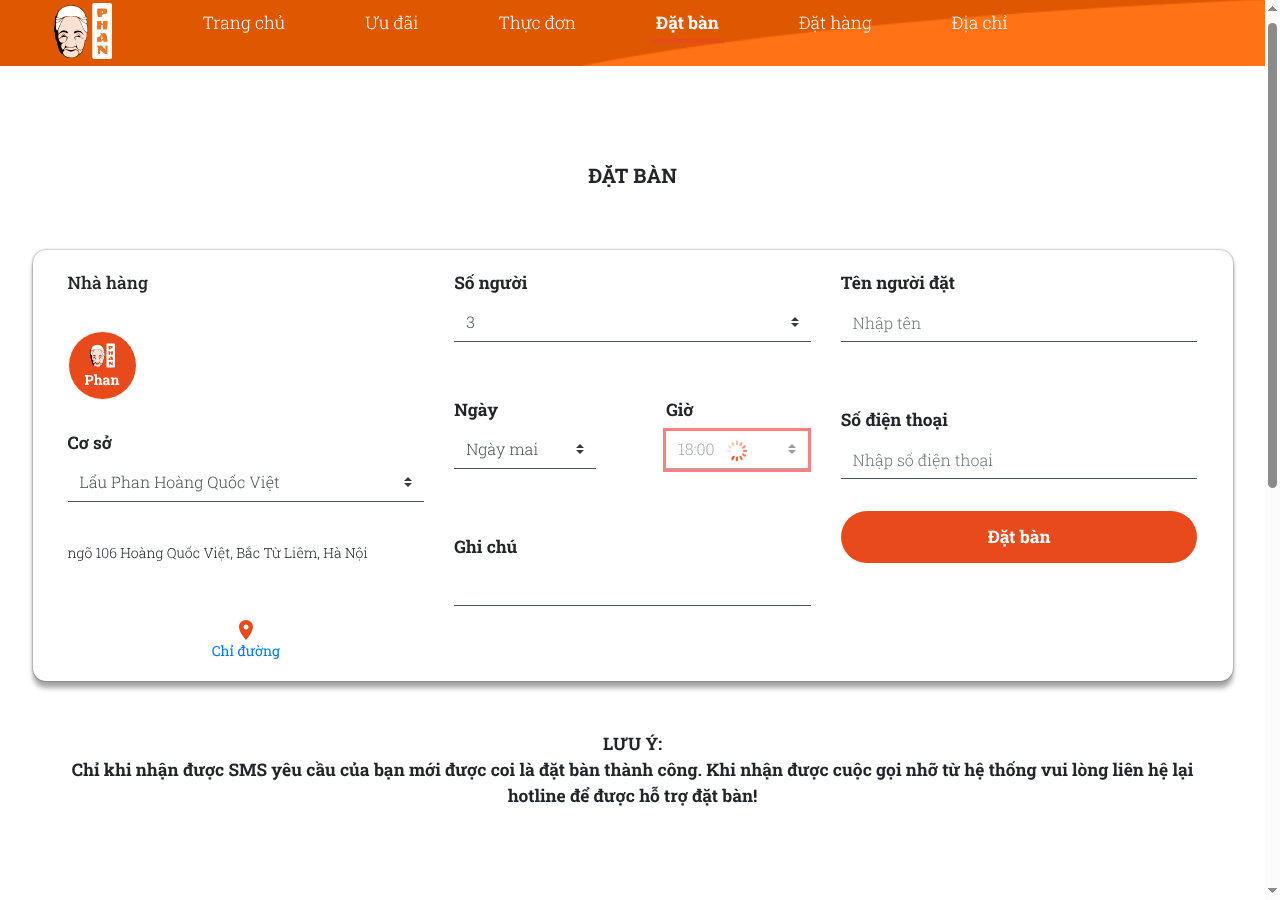 PHAN
Trang chủ
Ưu đãi
Thực đơn
Đặt bàn
Đặt hàng
Địa chỉ
ĐẶT BÀN
Nhà hàng
PHAN
Phan
Cơ sở
Lẩu Phan Hoàng Quốc Việt
ngõ 106 Hoàng Quốc Việt, Bắc Từ Liêm, Hà Nội
Chỉ đường
Số người
3
Ngày
Giờ
Ngày mai
18:00
Ghi chú
Tên người đặt
Nhập tên
Số điện thoại
Nhập số điện thoại
Đặt bàn
LƯU Ý:
Chỉ khi nhận được SMS yêu cầu của bạn mới được coi là đặt bàn thành công. Khi nhận được cuộc gọi nhỡ từ hệ thống vui lòng liên hệ lại
hotline để được hỗ trợ đặt bàn!